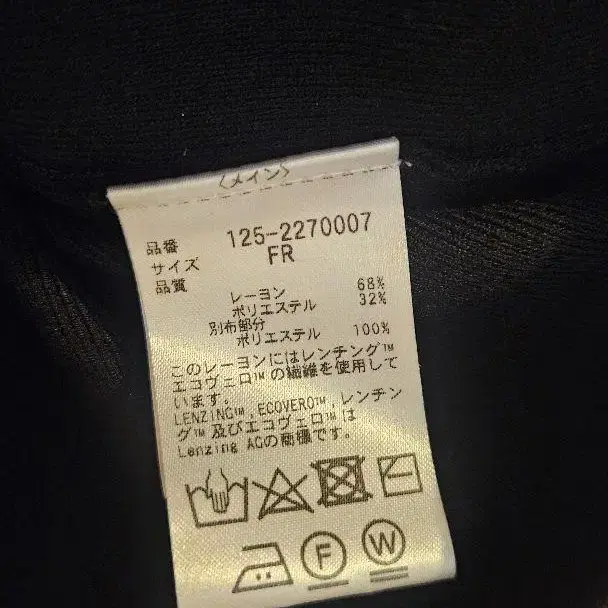 〈メイン〉
品番 125-2270007
サイズ FR
品質
レーヨン 68%
ポリエステル 32%
別布部分
ポリエステル 100%
このレーヨンにはレンチング™
エコヴェロ™の繊維を使用して
います。
LENZING™,ECOVERO™,レンチン
グ™及びエコヴェロ™は
Lenzing AGの商標です。
F W